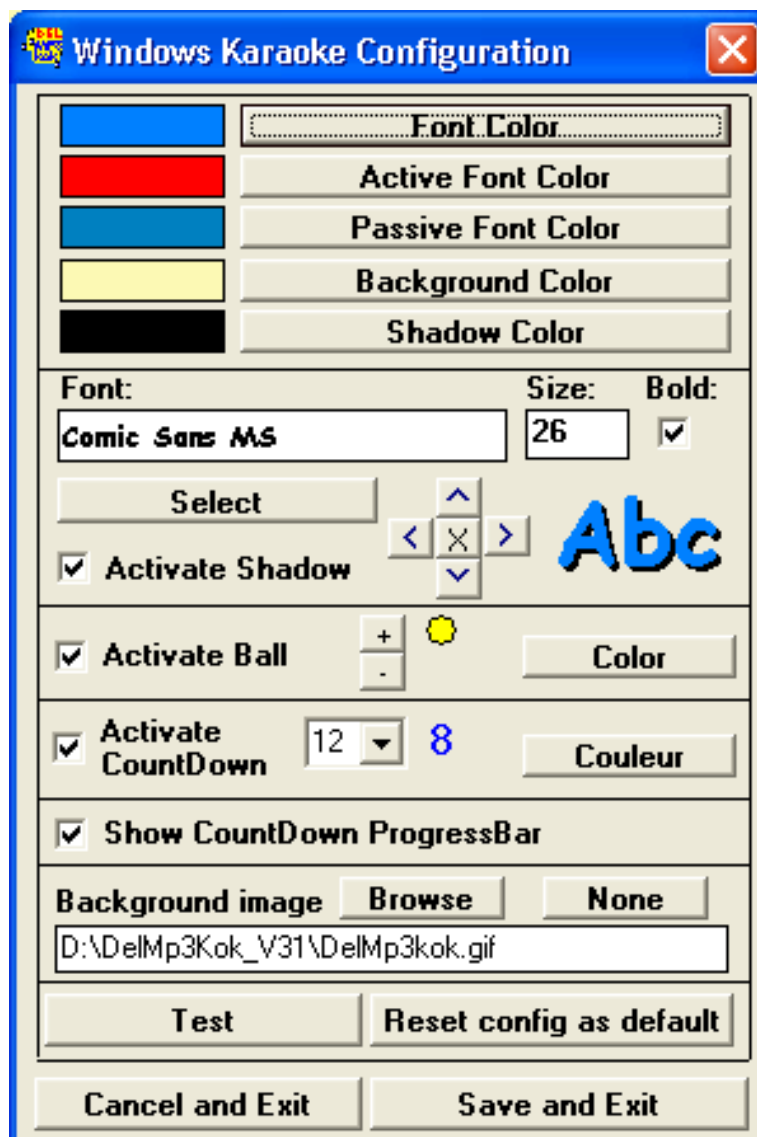 Windows Karaoke Configuration
Font Color
Active Font Color
Passive Font Color
Background Color
Shadow Color
Font: Size: Bold:
Comic Sans MS 26
Select
X
Abc
Activate Shadow
Activate Ball + - Color
Activate
CountDown 12 8 Couleur
Show CountDown ProgressBar
Background image Browse None
D:\DelMp3Kok_V31\DelMp3kok.gif
Test Reset config as default
Cancel and Exit Save and Exit